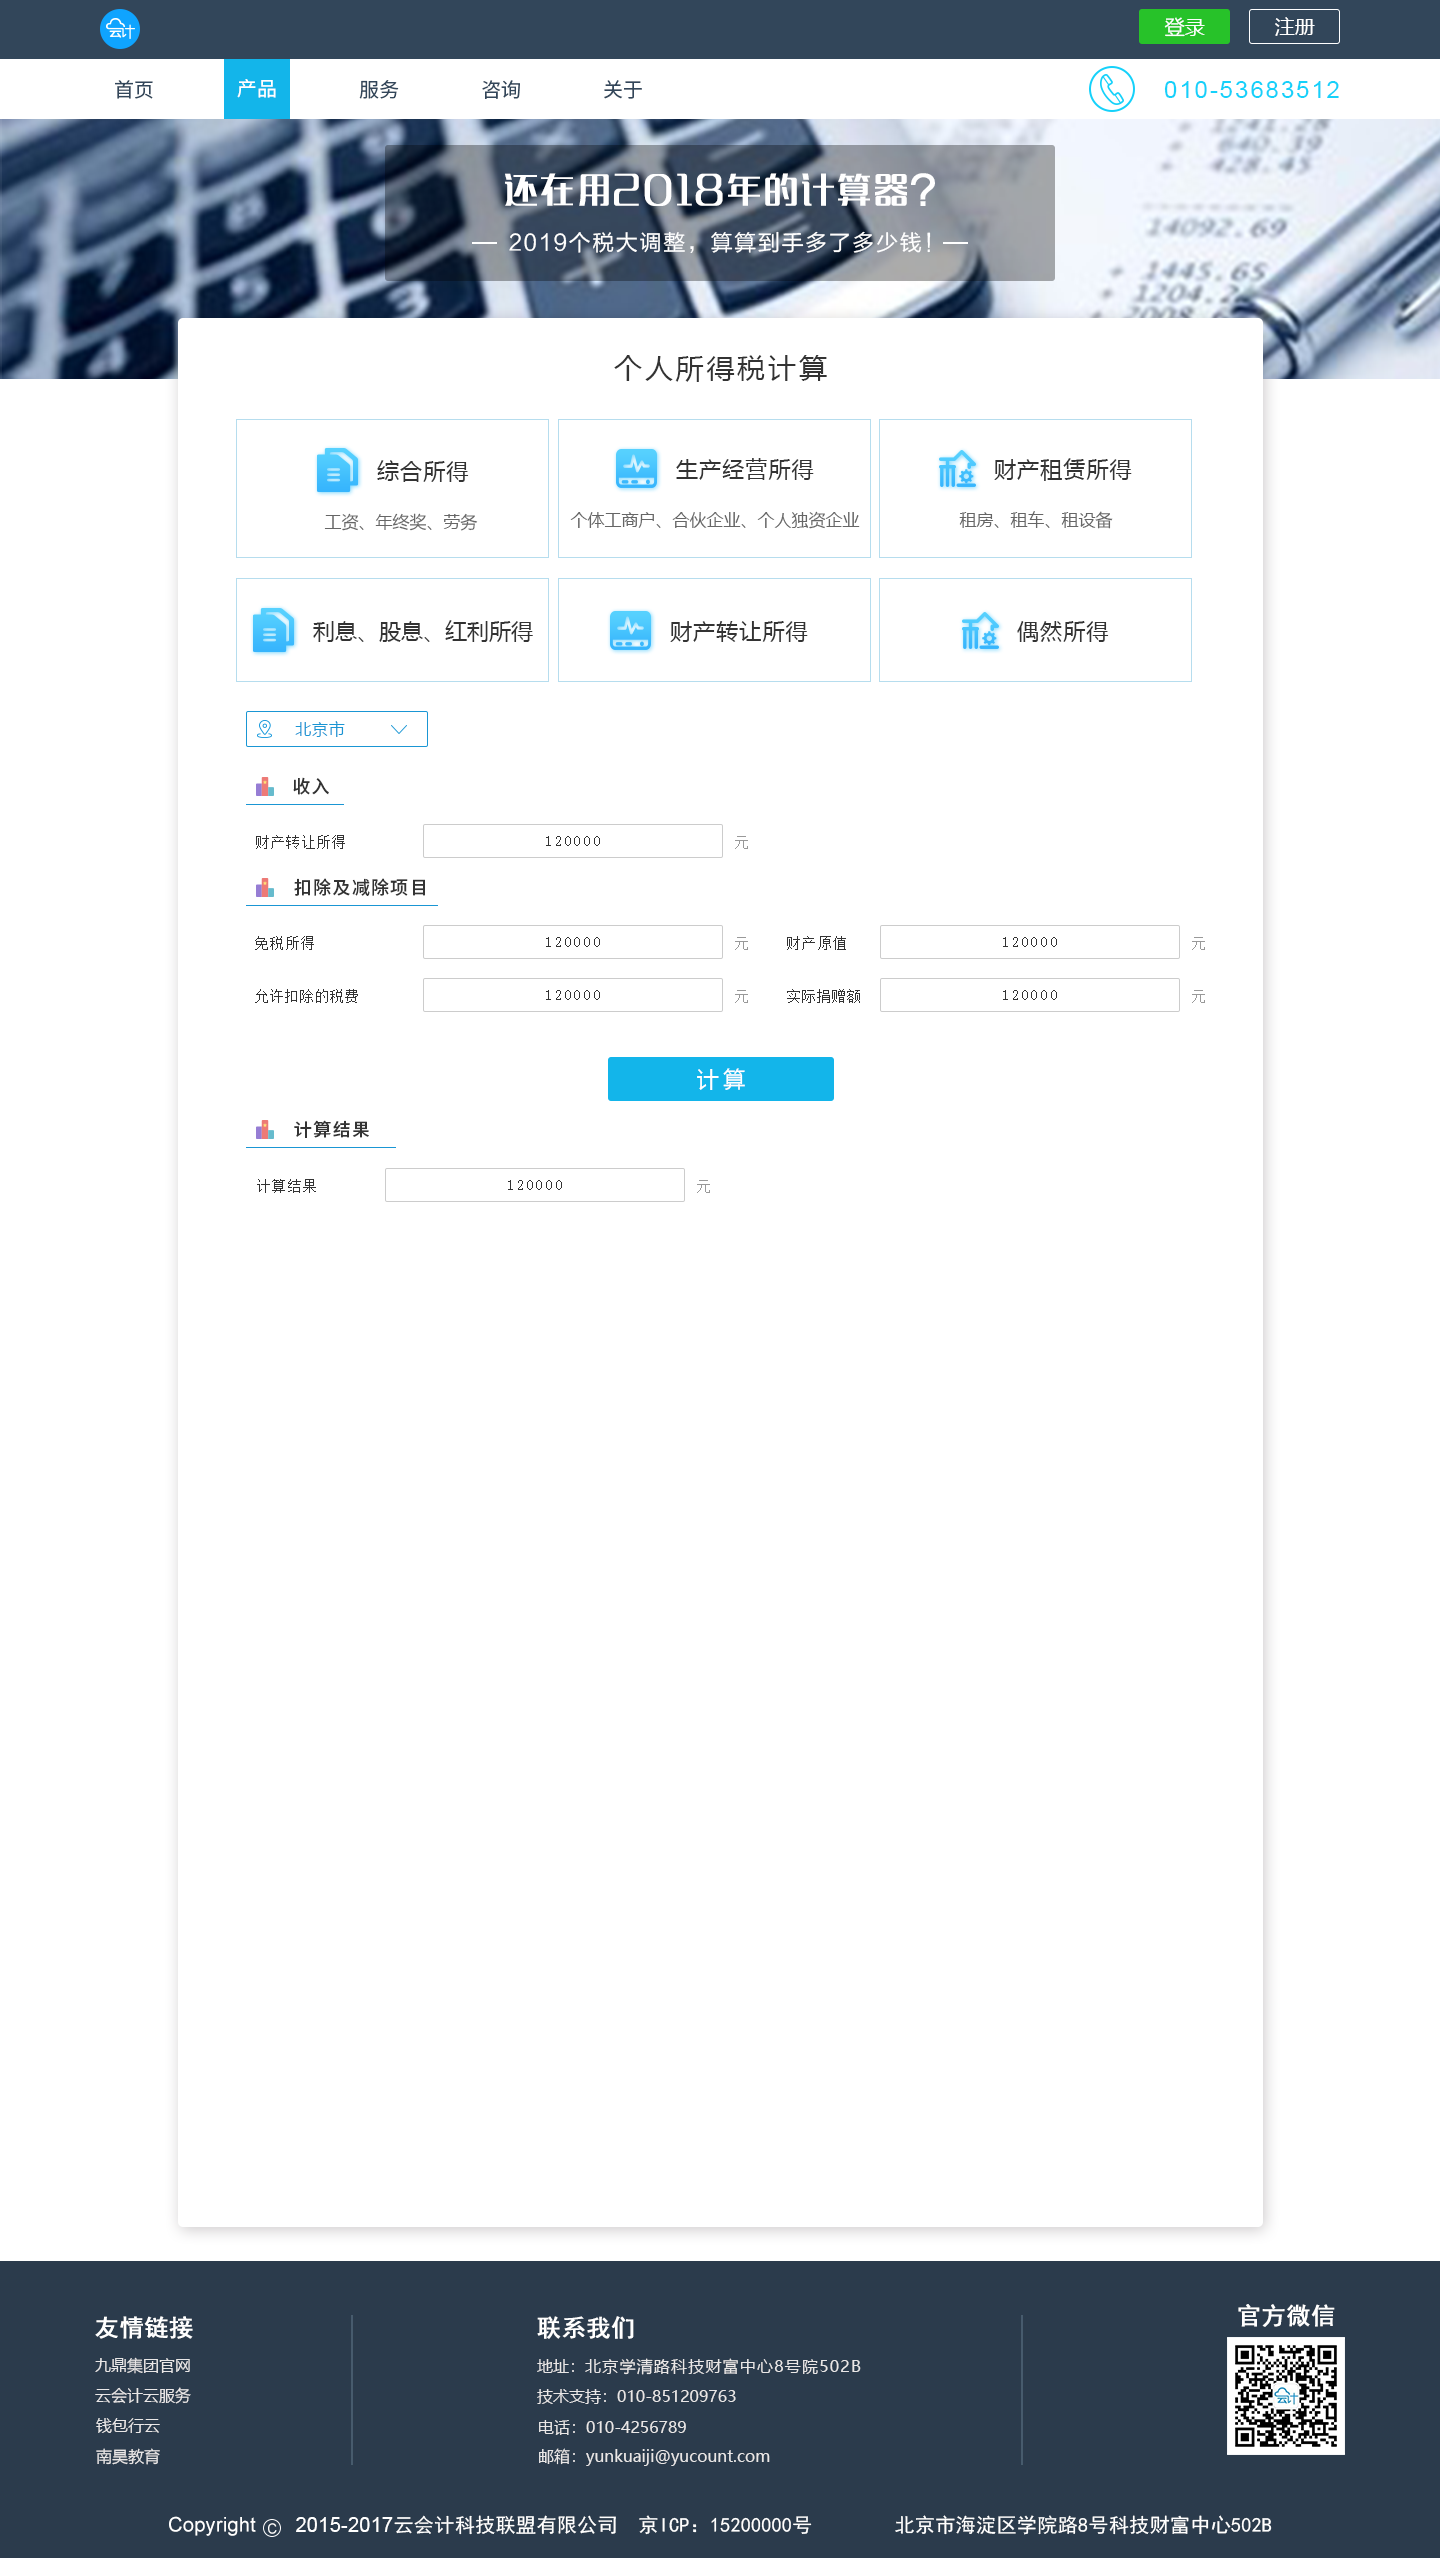 云计
登录
注册
首页
产品
服务
咨询
关于
010-53683512
1241.28
+ 640.39
+ 428.45
14092.69
+ 1445.65
+ 1204.2
还在用2018年的计算器?
— 2019个税大调整，算算到手多了多少钱！—
个人所得税计算
综合所得
工资、年终奖、劳务
生产经营所得
个体工商户、合伙企业、个人独资企业
财产租赁所得
租房、租车、租设备
利息、股息、红利所得
财产转让所得
偶然所得
北京市
收入
财产转让所得 120000 元
扣除及减除项目
免税所得 120000 元 财产原值 120000 元
允许扣除的税费 120000 元 实际捐赠额 120000 元
计算
计算结果
计算结果 120000 元
友情链接
九鼎集团官网
云会计云服务
钱包行云
南昊教育
联系我们
地址：北京学清路科技财富中心8号院502B
技术支持：010-851209763
电话：010-4256789
邮箱：yunkuaiji@yucount.com
官方微信
云计
Copyright © 2015-2017云会计科技联盟有限公司 京ICP：15200000号 北京市海淀区学院路8号科技财富中心502B